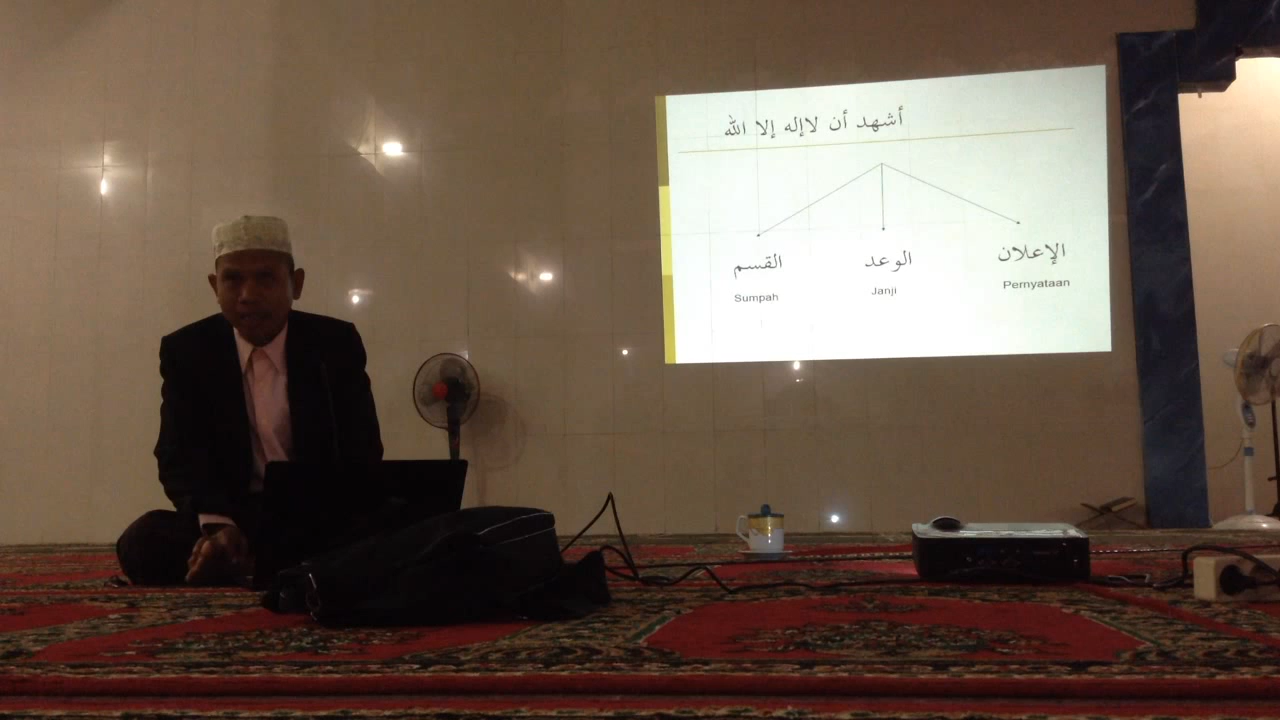 أشهد أن لاإله إلا الله
الإعلان الوعد القسم
Sumpah Janji Pernyataan